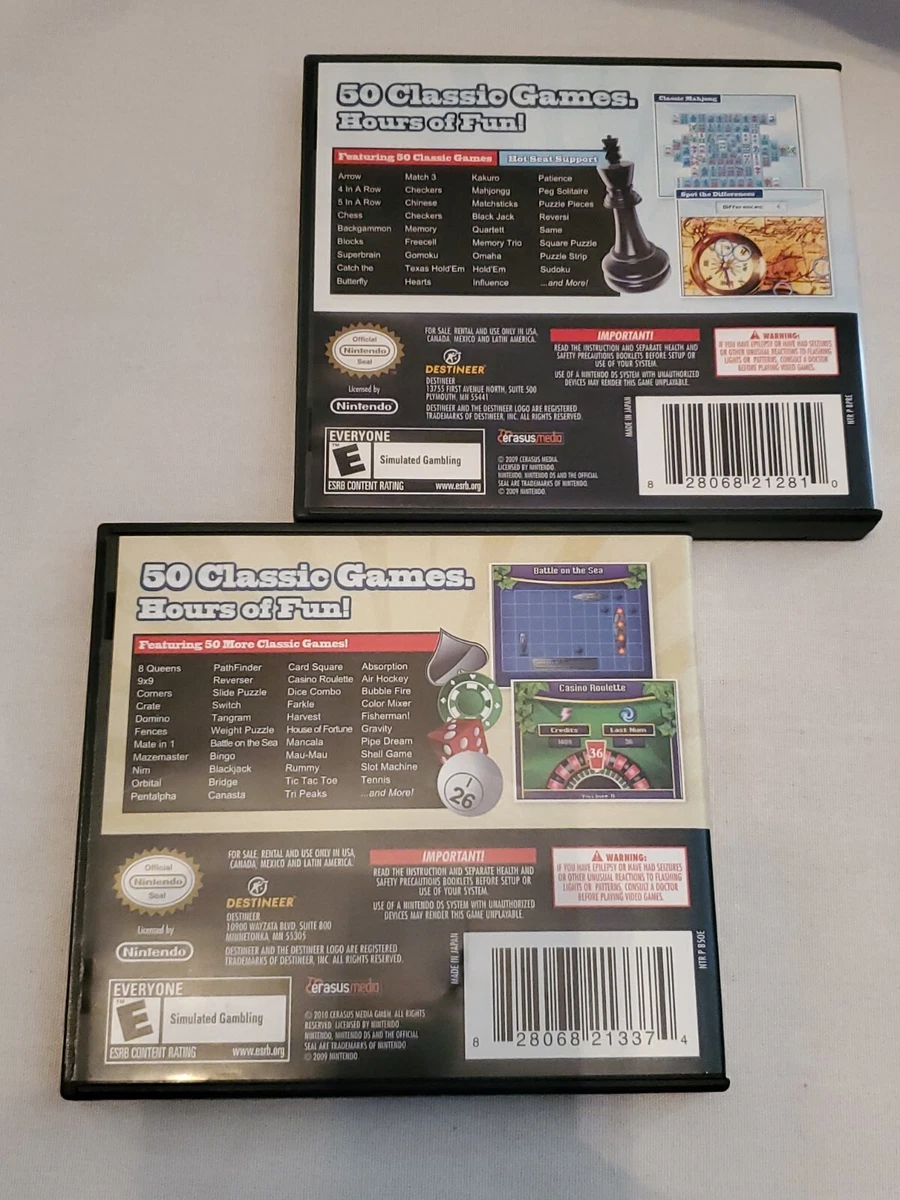 50 Classic Games.
Hours of Fun!
Featuring 50 Classic Games
Hot Seat Support
Arrow
4 In A Row
5 In A Row
Chess
Backgammon
Blocks
Superbrain
Catch the
Butterfly
Match 3
Checkers
Chinese
Checkers
Memory
Freecell
Gomoku
Texas Hold'Em
Hearts
Kakuro
Mahjongg
Matchsticks
Black Jack
Quartett
Memory Trio
Omaha
Hold'Em
Influence
Patience
Peg Solitaire
Puzzle Pieces
Reversi
Same
Square Puzzle
Puzzle Strip
Sudoku
...and More!
Classic Mahjong
Spot the Differences
Differences:
Official
Nintendo
Seal
Licensed by
Nintendo
FOR SALE, RENTAL AND USE ONLY IN USA,
CANADA, MEXICO AND LATIN AMERICA.
DESTINEER
DESTINEER
13755 FIRST AVENUE NORTH, SUITE 500
PLYMOUTH, MN 55441
DESTINEER AND THE DESTINEER LOGO ARE REGISTERED
TRADEMARKS OF DESTINEER, INC. ALL RIGHTS RESERVED.
IMPORTANT!
READ THE INSTRUCTION AND SEPARATE HEALTH AND
SAFETY PRECAUTIONS BOOKLETS BEFORE SETUP OR
USE OF YOUR SYSTEM.
USE OF A NINTENDO DS SYSTEM WITH UNAUTHORIZED
DEVICES MAY RENDER THIS GAME UNPLAYABLE.
WARNING:
IF YOU HAVE EPILEPSY OR HAVE HAD SEIZURES
OR OTHER UNUSUAL REACTIONS TO FLASHING
LIGHTS OR PATTERNS, CONSULT A DOCTOR
BEFORE PLAYING VIDEO GAMES.
EVERYONE
E
Simulated Gambling
ESRB CONTENT RATING www.esrb.org
cerasusmedia
© 2009 CERASUS MEDIA.
LICENSED BY NINTENDO.
NINTENDO, NINTENDO DS AND THE OFFICIAL
SEAL ARE TRADEMARKS OF NINTENDO.
© 2009 NINTENDO.
MADE IN JAPAN
8 28068 21281 0
50 Classic Games.
Hours of Fun!
Featuring 50 More Classic Games!
8 Queens
9x9
Corners
Crate
Domino
Fences
Mate in 1
Mazemaster
Nim
Orbital
Pentalpha
PathFinder
Reverser
Slide Puzzle
Switch
Tangram
Weight Puzzle
Battle on the Sea
Bingo
Blackjack
Bridge
Canasta
Card Square
Casino Roulette
Dice Combo
Farkle
Harvest
House of Fortune
Mancala
Mau-Mau
Rummy
Tic Tac Toe
Tri Peaks
Absorption
Air Hockey
Bubble Fire
Color Mixer
Fisherman!
Gravity
Pipe Dream
Shell Game
Slot Machine
Tennis
...and More!
I
26
Battle on the Sea
Casino Roulette
Credits
Last Num
36
36
Official
Nintendo
Seal
Licensed by
Nintendo
FOR SALE, RENTAL AND USE ONLY IN USA,
CANADA, MEXICO AND LATIN AMERICA.
DESTINEER
DESTINEER
10900 WAYZATA BLVD, SUITE 800
MINNETONKA, MN 55305
DESTINEER AND THE DESTINEER LOGO ARE REGISTERED
TRADEMARKS OF DESTINEER, INC. ALL RIGHTS RESERVED.
IMPORTANT!
READ THE INSTRUCTION AND SEPARATE HEALTH AND
SAFETY PRECAUTIONS BOOKLETS BEFORE SETUP OR
USE OF YOUR SYSTEM.
USE OF A NINTENDO DS SYSTEM WITH UNAUTHORIZED
DEVICES MAY RENDER THIS GAME UNPLAYABLE.
WARNING:
IF YOU HAVE EPILEPSY OR HAVE HAD SEIZURES
OR OTHER UNUSUAL REACTIONS TO FLASHING
LIGHTS OR PATTERNS, CONSULT A DOCTOR
BEFORE PLAYING VIDEO GAMES.
EVERYONE
E
Simulated Gambling
ESRB CONTENT RATING www.esrb.org
cerasusmedia
© 2010 CERASUS MEDIA GMBH. ALL RIGHTS
RESERVED. LICENSED BY NINTENDO.
NINTENDO, NINTENDO DS AND THE OFFICIAL
SEAL ARE TRADEMARKS OF NINTENDO
© 2009 NINTENDO.
MADE IN JAPAN
8 28068 21337 4